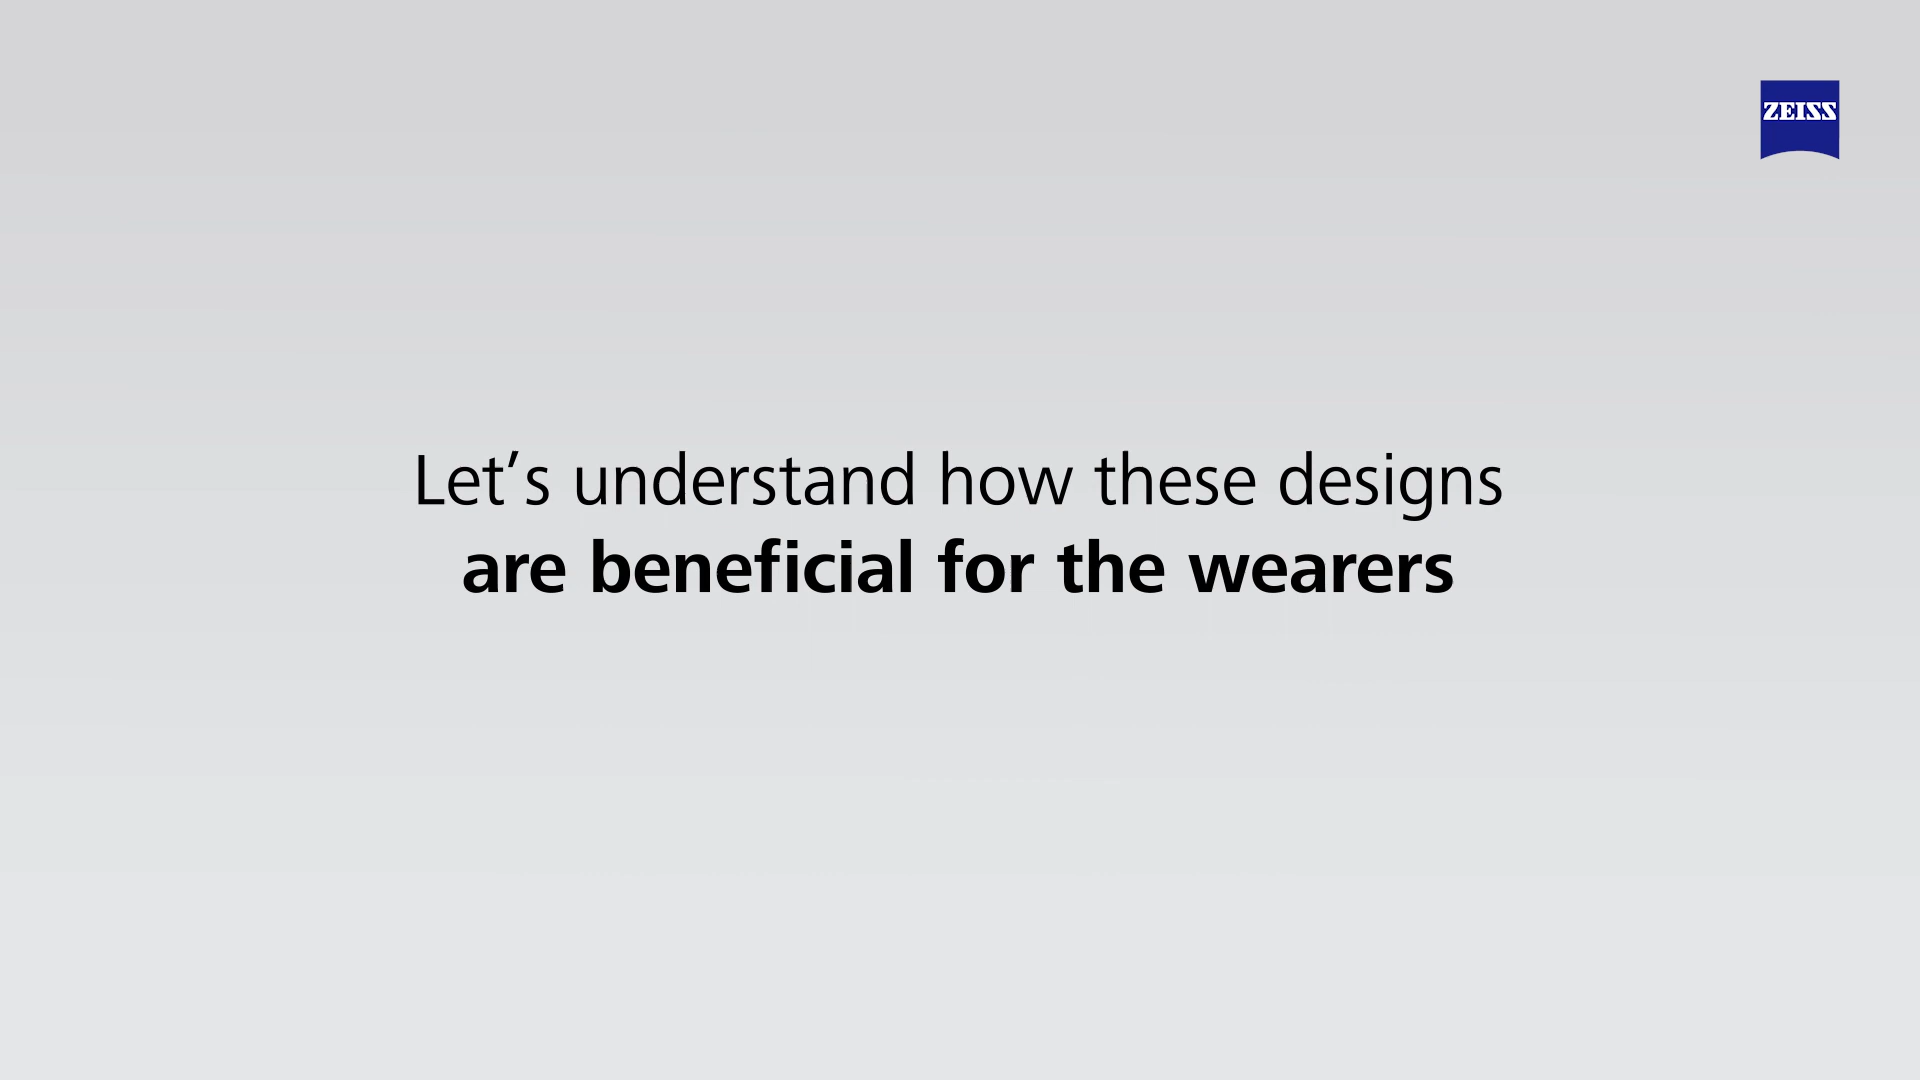 ZEISS
Let’s understand how these designs
are beneficial for the wearers